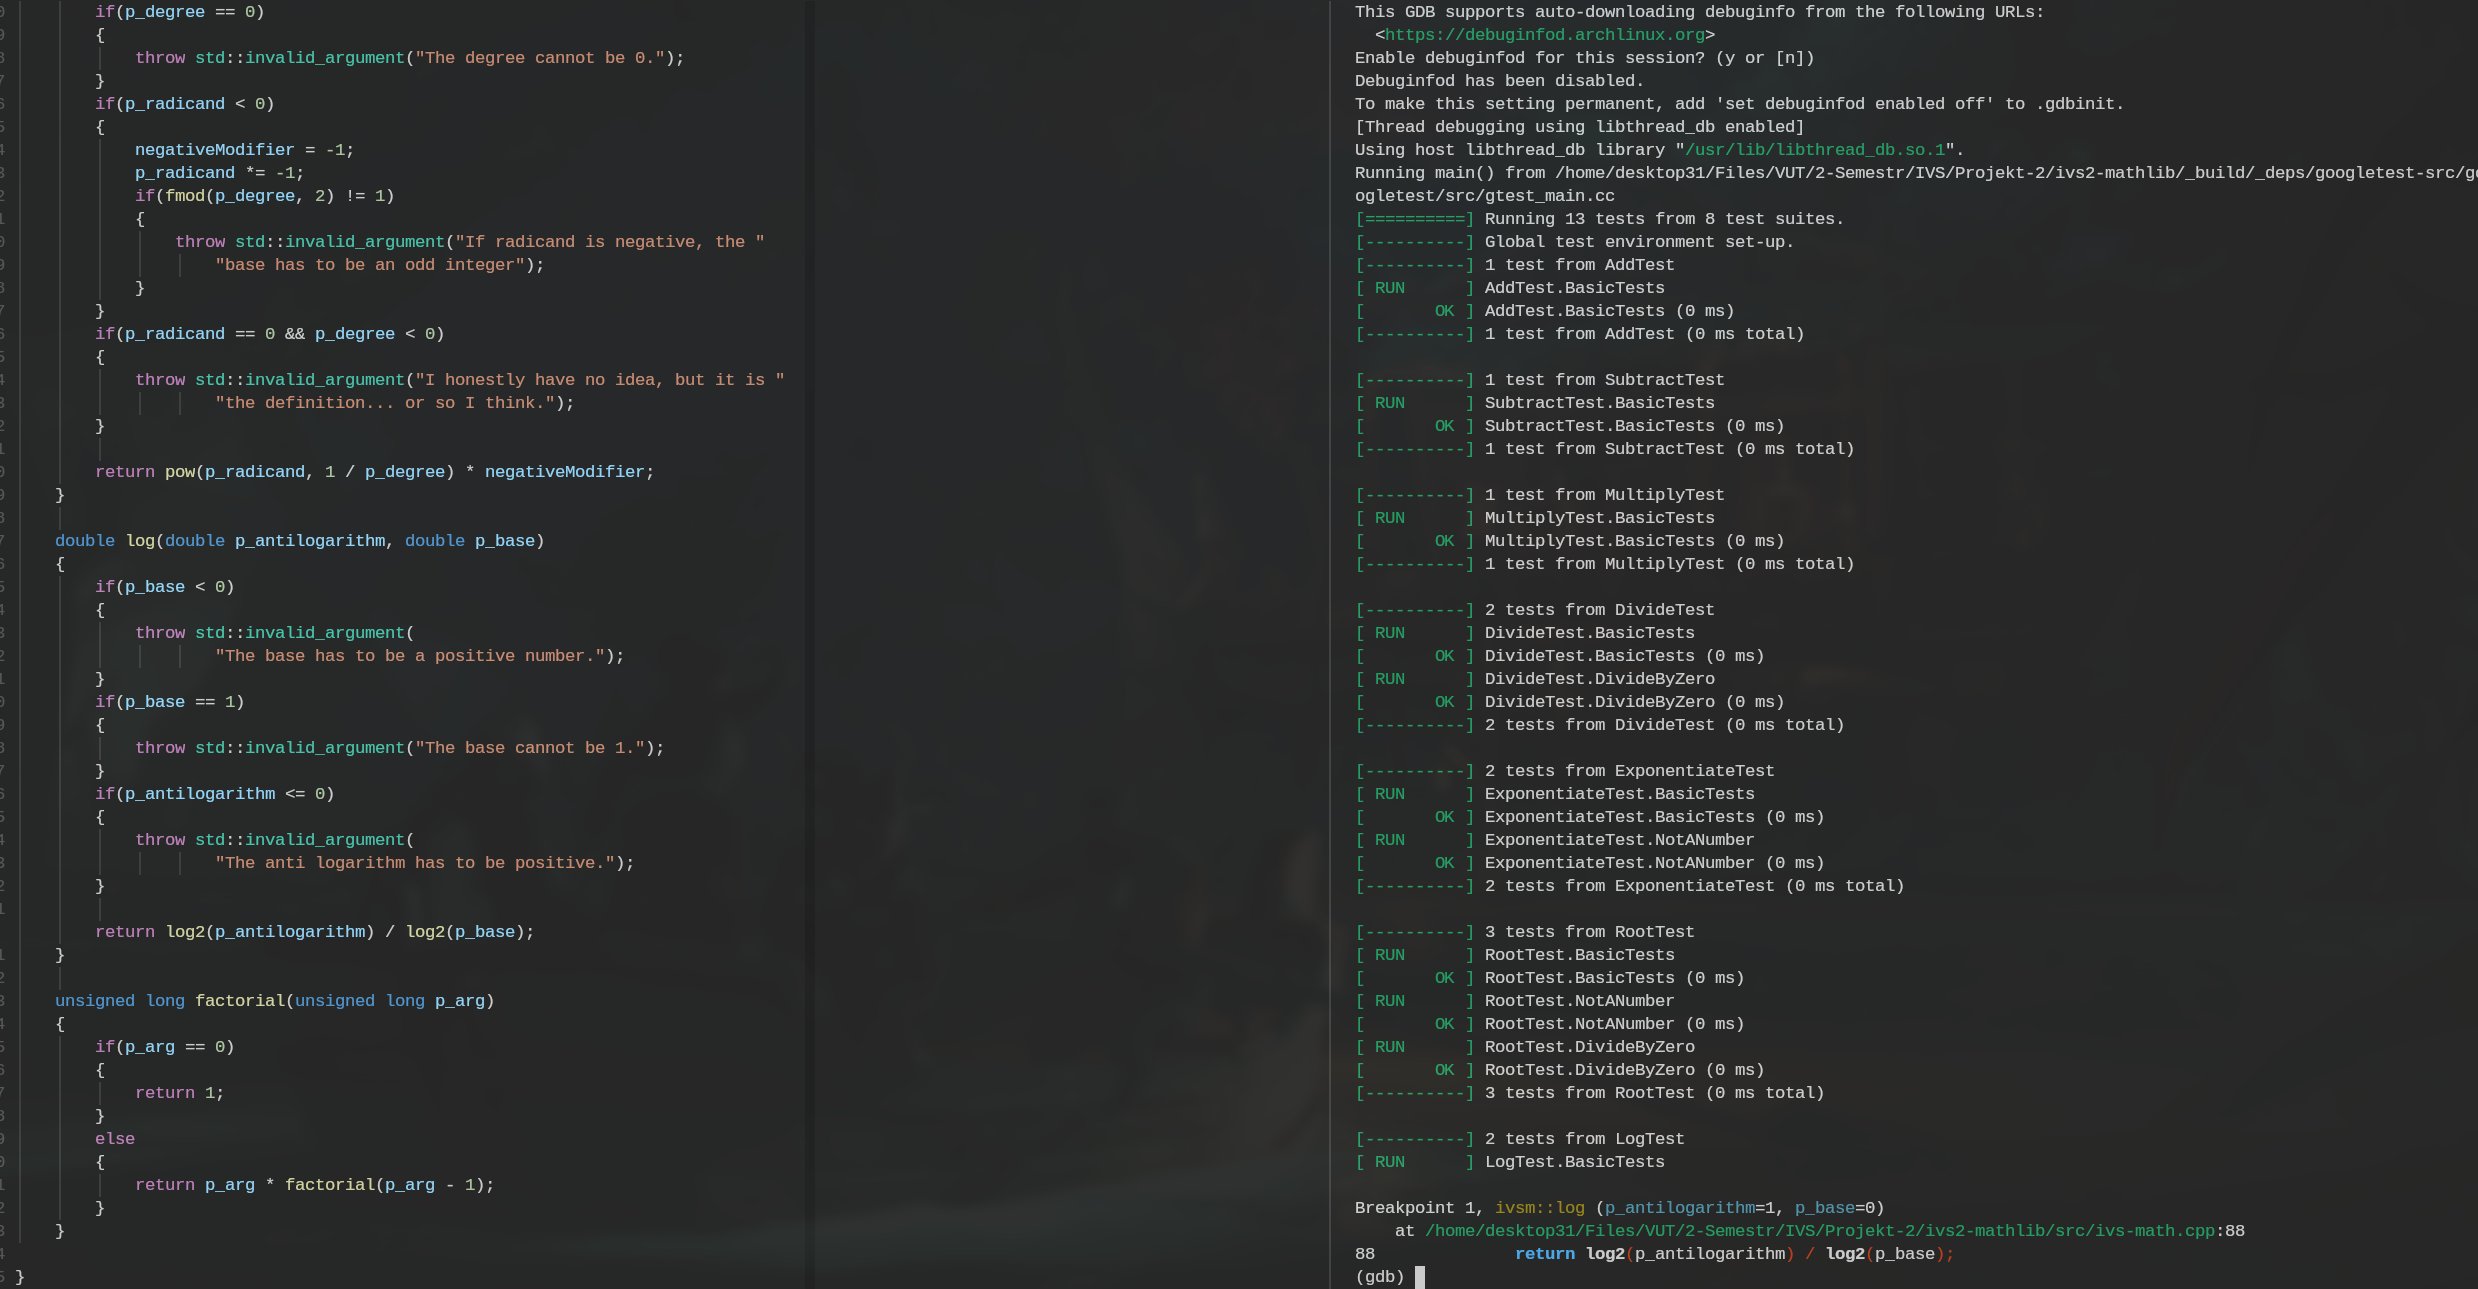 if(p_degree == 0)
{
throw std::invalid_argument("The degree cannot be 0.");
}
if(p_radicand < 0)
{
negativeModifier = -1;
p_radicand *= -1;
if(fmod(p_degree, 2) != 1)
{
throw std::invalid_argument("If radicand is negative, the "
"base has to be an odd integer");
}
}
if(p_radicand == 0 && p_degree < 0)
{
throw std::invalid_argument("I honestly have no idea, but it is "
"the definition... or so I think.");
}
return pow(p_radicand, 1 / p_degree) * negativeModifier;
}
double log(double p_antilogarithm, double p_base)
{
if(p_base < 0)
{
throw std::invalid_argument(
"The base has to be a positive number.");
}
if(p_base == 1)
{
throw std::invalid_argument("The base cannot be 1.");
}
if(p_antilogarithm <= 0)
{
throw std::invalid_argument(
"The anti logarithm has to be positive.");
}
return log2(p_antilogarithm) / log2(p_base);
}
unsigned long factorial(unsigned long p_arg)
{
if(p_arg == 0)
{
return 1;
}
else
{
return p_arg * factorial(p_arg - 1);
}
}
}
This GDB supports auto-downloading debuginfo from the following URLs:
<https://debuginfod.archlinux.org>
Enable debuginfod for this session? (y or [n])
Debuginfod has been disabled.
To make this setting permanent, add 'set debuginfod enabled off' to .gdbinit.
[Thread debugging using libthread_db enabled]
Using host libthread_db library "/usr/lib/libthread_db.so.1".
Running main() from /home/desktop31/Files/VUT/2-Semestr/IVS/Projekt-2/ivs2-mathlib/_build/_deps/googletest-src/go
ogletest/src/gtest_main.cc
[==========] Running 13 tests from 8 test suites.
[----------] Global test environment set-up.
[----------] 1 test from AddTest
[ RUN      ] AddTest.BasicTests
[       OK ] AddTest.BasicTests (0 ms)
[----------] 1 test from AddTest (0 ms total)
[----------] 1 test from SubtractTest
[ RUN      ] SubtractTest.BasicTests
[       OK ] SubtractTest.BasicTests (0 ms)
[----------] 1 test from SubtractTest (0 ms total)
[----------] 1 test from MultiplyTest
[ RUN      ] MultiplyTest.BasicTests
[       OK ] MultiplyTest.BasicTests (0 ms)
[----------] 1 test from MultiplyTest (0 ms total)
[----------] 2 tests from DivideTest
[ RUN      ] DivideTest.BasicTests
[       OK ] DivideTest.BasicTests (0 ms)
[ RUN      ] DivideTest.DivideByZero
[       OK ] DivideTest.DivideByZero (0 ms)
[----------] 2 tests from DivideTest (0 ms total)
[----------] 2 tests from ExponentiateTest
[ RUN      ] ExponentiateTest.BasicTests
[       OK ] ExponentiateTest.BasicTests (0 ms)
[ RUN      ] ExponentiateTest.NotANumber
[       OK ] ExponentiateTest.NotANumber (0 ms)
[----------] 2 tests from ExponentiateTest (0 ms total)
[----------] 3 tests from RootTest
[ RUN      ] RootTest.BasicTests
[       OK ] RootTest.BasicTests (0 ms)
[ RUN      ] RootTest.NotANumber
[       OK ] RootTest.NotANumber (0 ms)
[ RUN      ] RootTest.DivideByZero
[       OK ] RootTest.DivideByZero (0 ms)
[----------] 3 tests from RootTest (0 ms total)
[----------] 2 tests from LogTest
[ RUN      ] LogTest.BasicTests
Breakpoint 1, ivsm::log (p_antilogarithm=1, p_base=0)
at /home/desktop31/Files/VUT/2-Semestr/IVS/Projekt-2/ivs2-mathlib/src/ivs-math.cpp:88
88 return log2(p_antilogarithm) / log2(p_base);
(gdb)